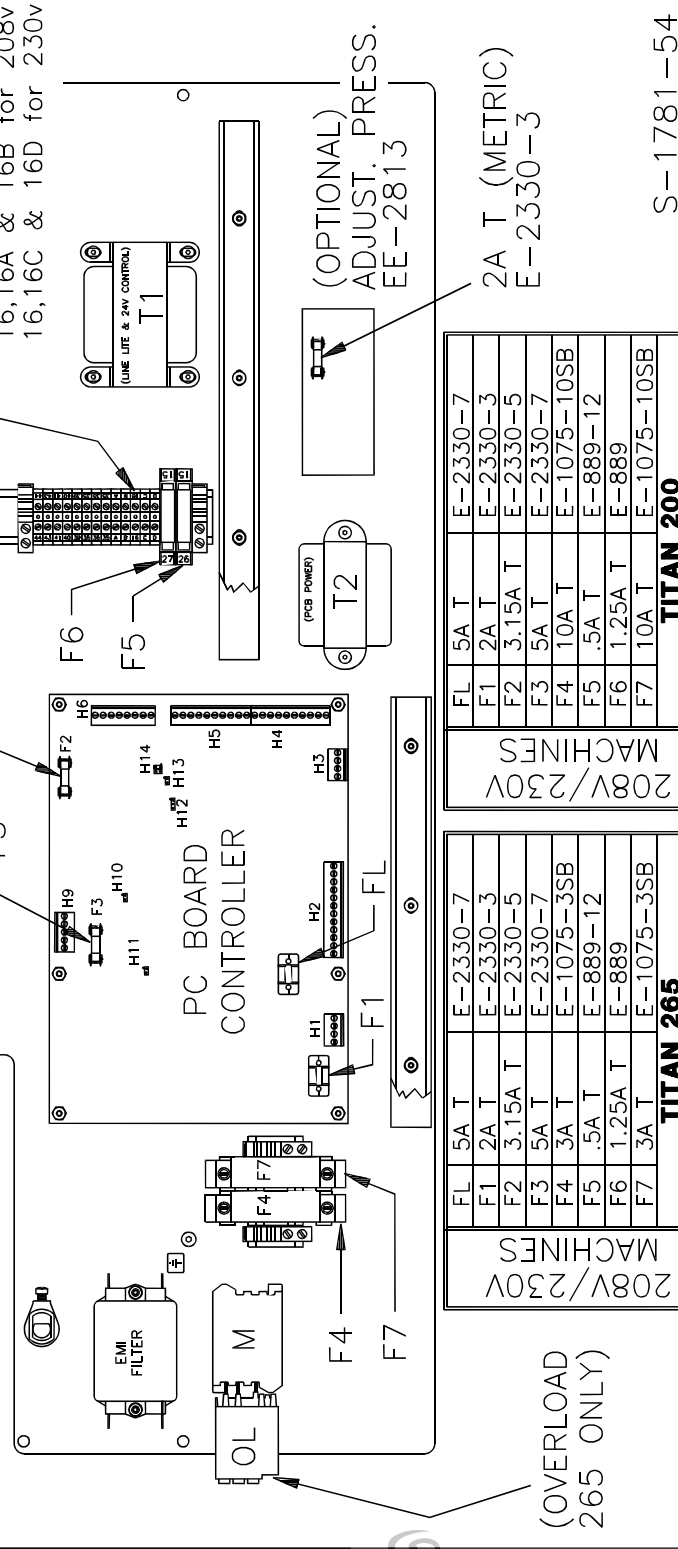 16,16A & 16B for 208v
16,16C & 16D for 230v
(LINE LITE & 24V CONTROL)
T1
(OPTIONAL)
ADJUST. PRESS.
EE-2813
2A T (METRIC)
E-2330-3
S-1781-54
F6
F5
27 15
26 15
(PCB POWER)
T2
H6
F2
H5
H4
H14
H13
H12
H3
H9
F3
H10
H11
PC BOARD
CONTROLLER
H2
FL
H1
F1
F7
F4
F4
F7
EMI
FILTER
M
OL
(OVERLOAD
265 ONLY)
208V/230V
MACHINES
FL 5A T E-2330-7
F1 2A T E-2330-3
F2 3.15A T E-2330-5
F3 5A T E-2330-7
F4 3A T E-1075-3SB
F5 .5A T E-889-12
F6 1.25A T E-889
F7 3A T E-1075-3SB
TITAN 265
208V/230V
MACHINES
FL 5A T E-2330-7
F1 2A T E-2330-3
F2 3.15A T E-2330-5
F3 5A T E-2330-7
F4 10A T E-1075-10SB
F5 .5A T E-889-12
F6 1.25A T E-889
F7 10A T E-1075-10SB
TITAN 200